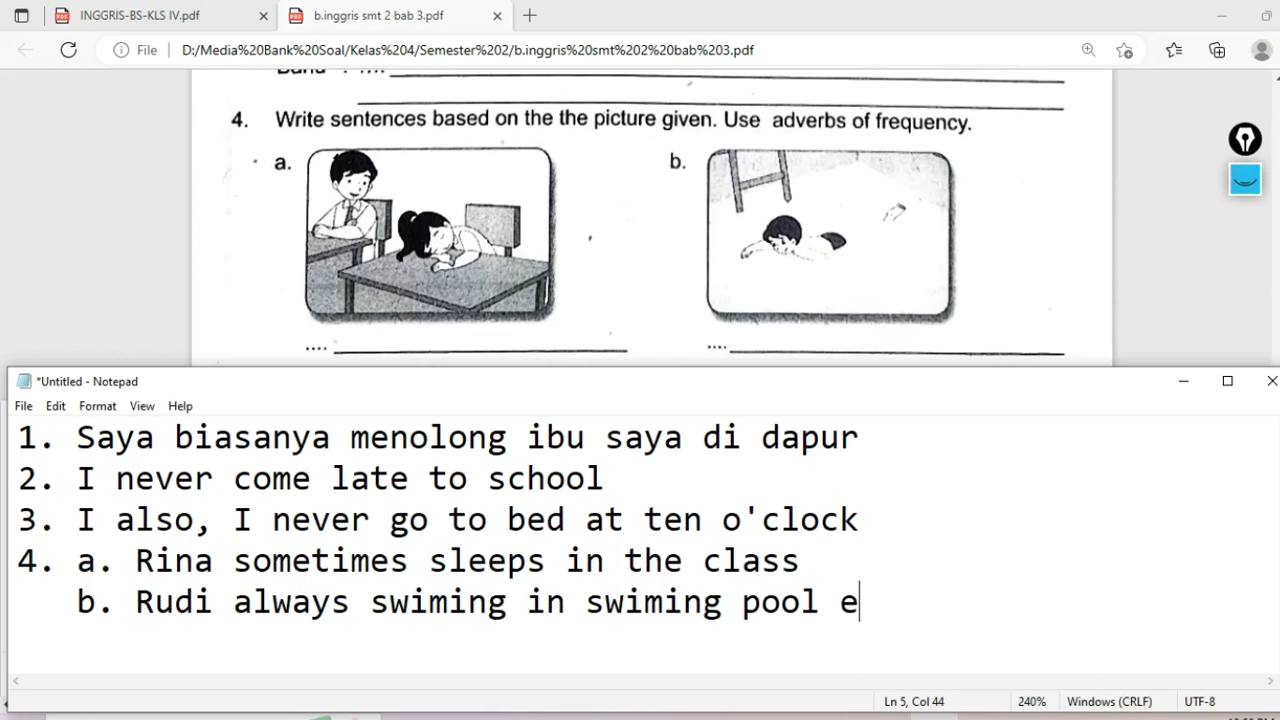 INGGRIS-BS-KLS IV.pdf
b.inggris smt 2 bab 3.pdf
File
D:/Media%20Bank%20Soal/Kelas%204/Semester%202/b.inggris%20smt%202%20bab%203.pdf
4. Write sentences based on the the picture given. Use adverbs of frequency.
a. b.
.... ....
*Untitled - Notepad
File Edit Format View Help
1. Saya biasanya menolong ibu saya di dapur
2. I never come late to school
3. I also, I never go to bed at ten o'clock
4. a. Rina sometimes sleeps in the class
b. Rudi always swiming in swiming pool e
Ln 5, Col 44 240% Windows (CRLF) UTF-8